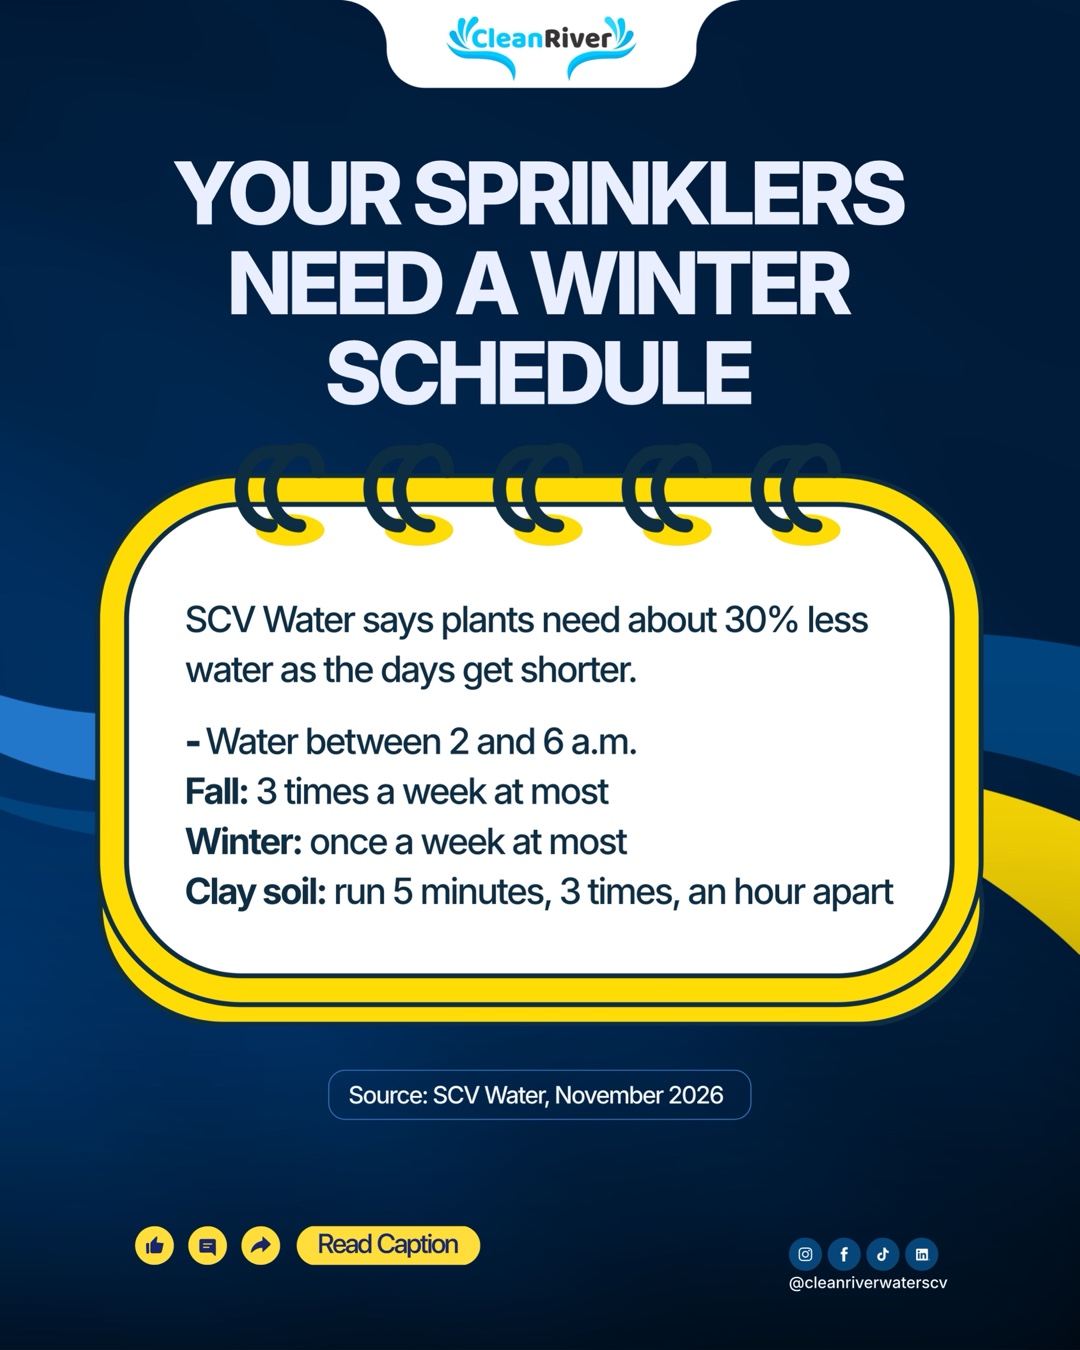 CleanRiver
YOUR SPRINKLERS
NEED A WINTER
SCHEDULE
SCV Water says plants need about 30% less
water as the days get shorter.
- Water between 2 and 6 a.m.
Fall: 3 times a week at most
Winter: once a week at most
Clay soil: run 5 minutes, 3 times, an hour apart
Source: SCV Water, November 2026
Read Caption
@cleanriverwaterscv